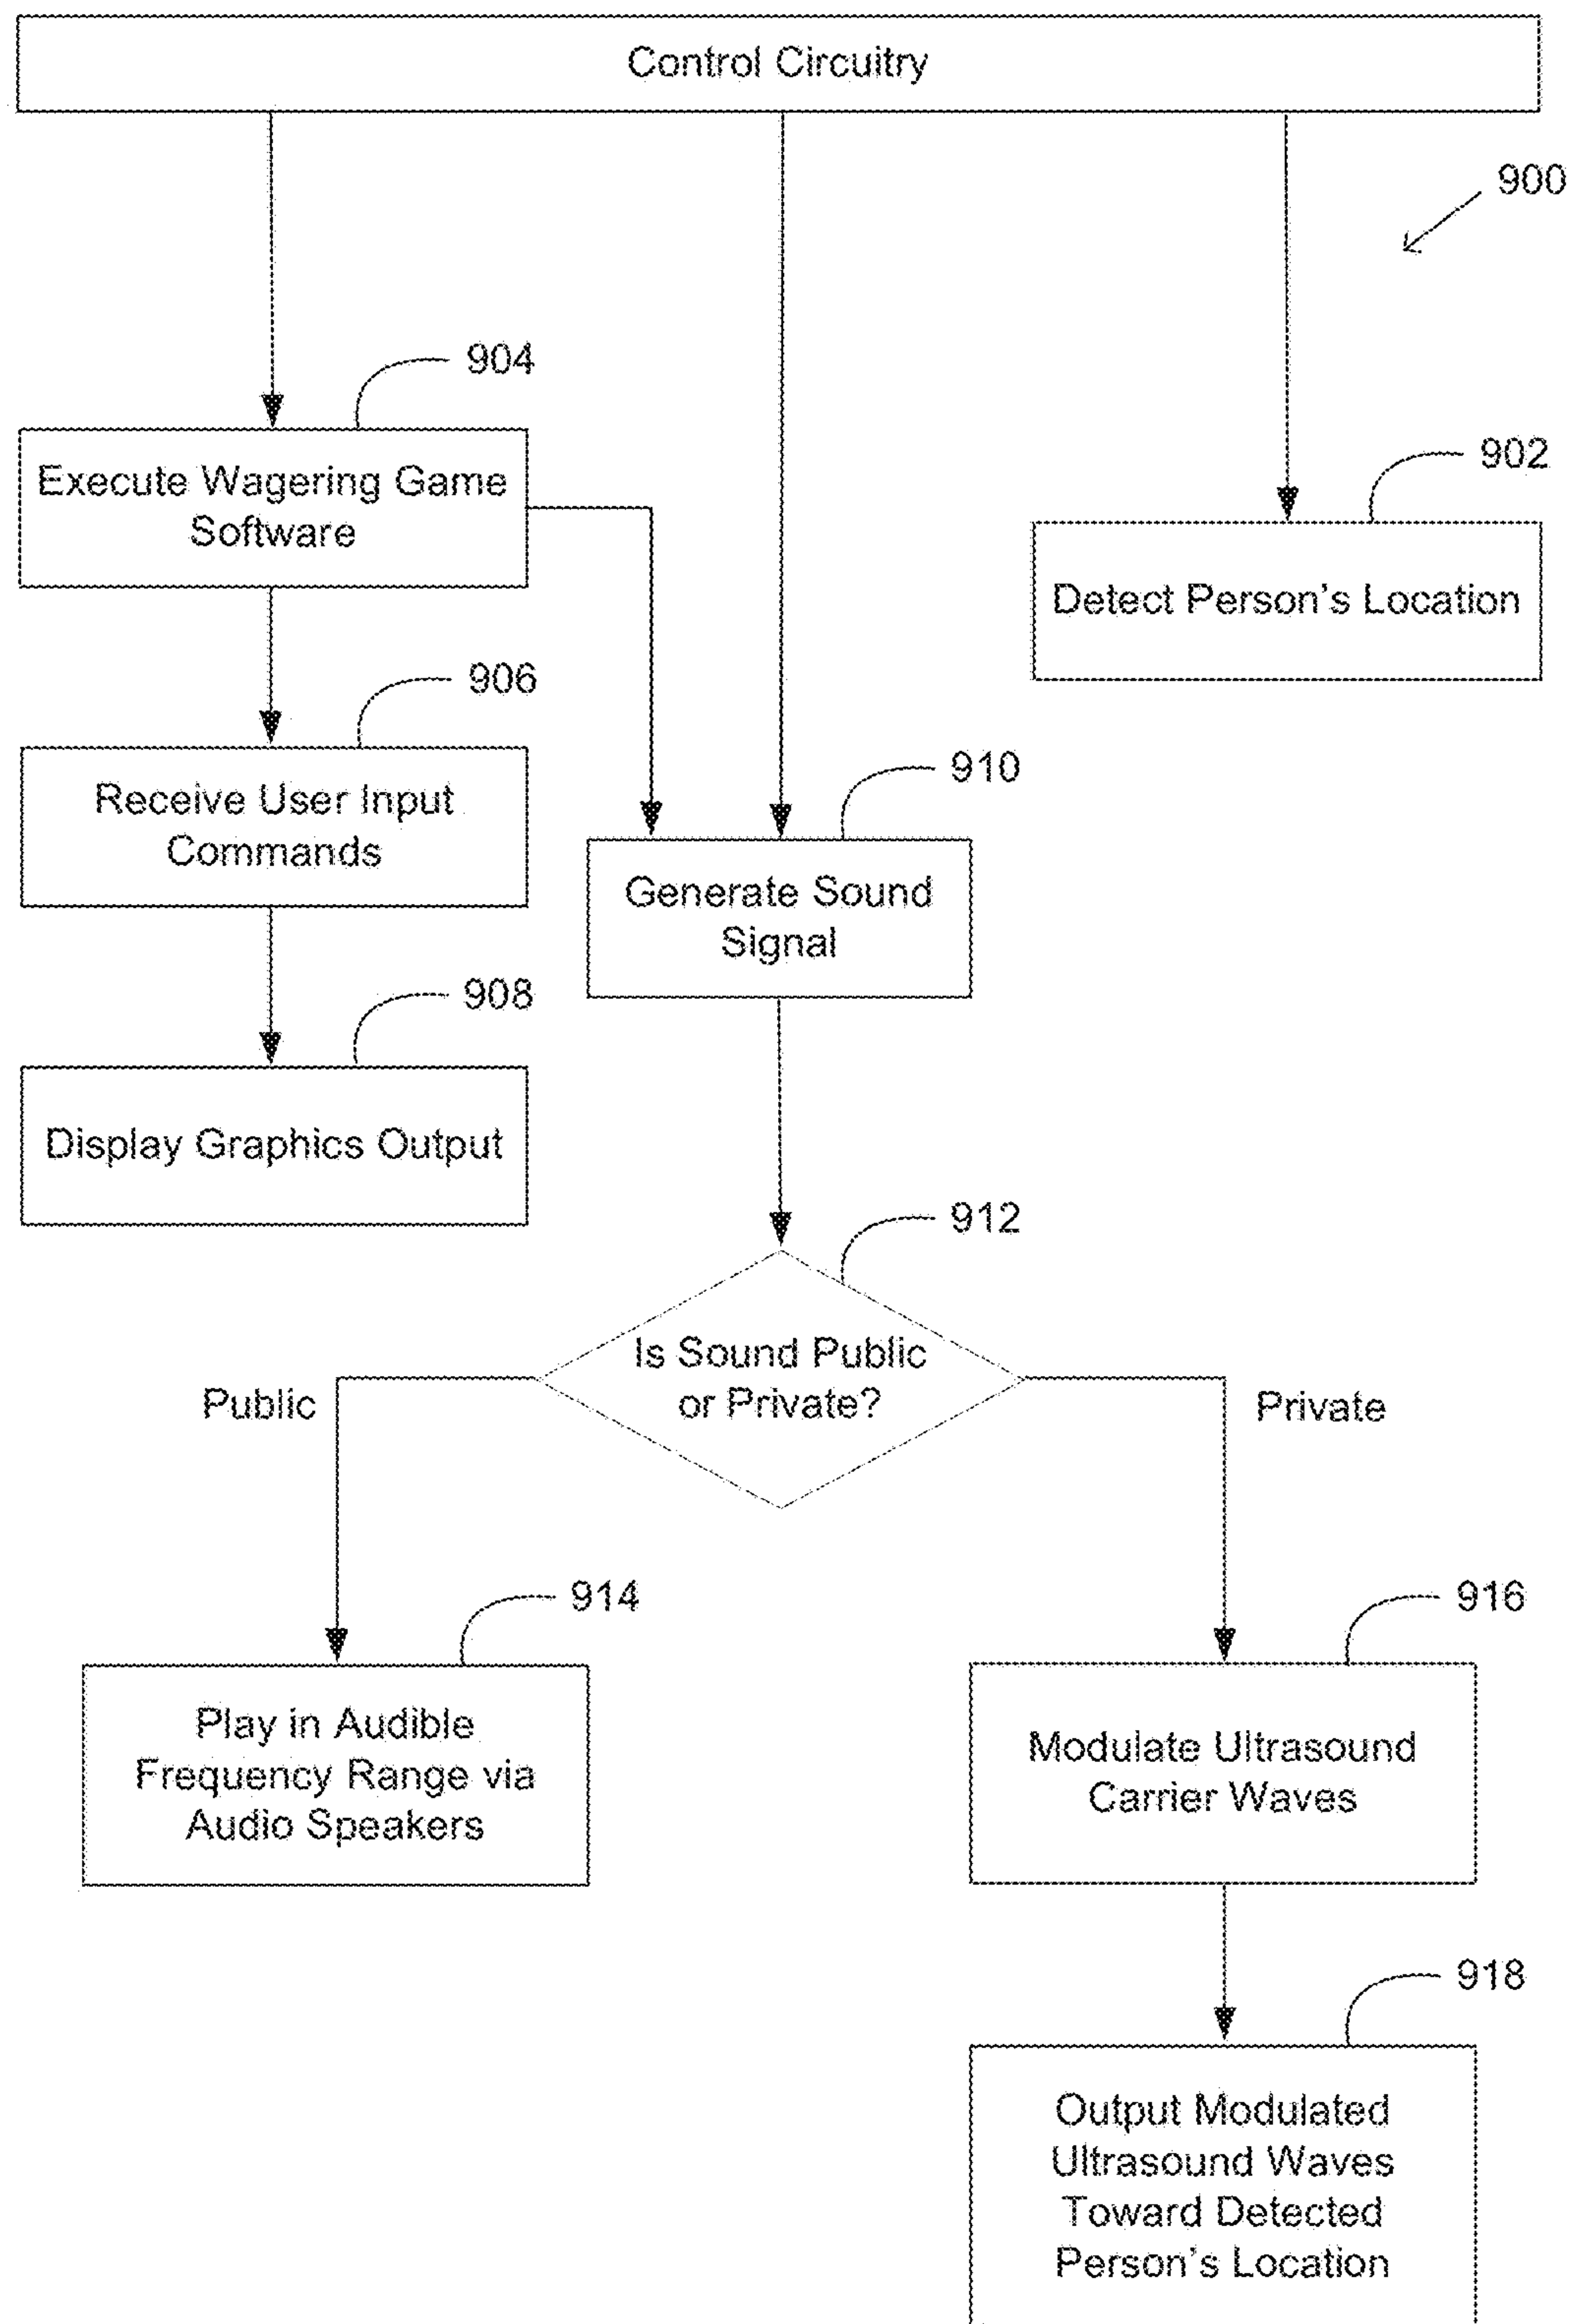 Control Circuitry
900
904
Execute Wagering Game
Software
902
Detect Person's Location
906
Receive User Input
Commands
910
Generate Sound
Signal
908
Display Graphics Output
912
Is Sound Public
or Private?
Public
Private
914
Play in Audible
Frequency Range via
Audio Speakers
916
Modulate Ultrasound
Carrier Waves
918
Output Modulated
Ultrasound Waves
Toward Detected
Person's Location